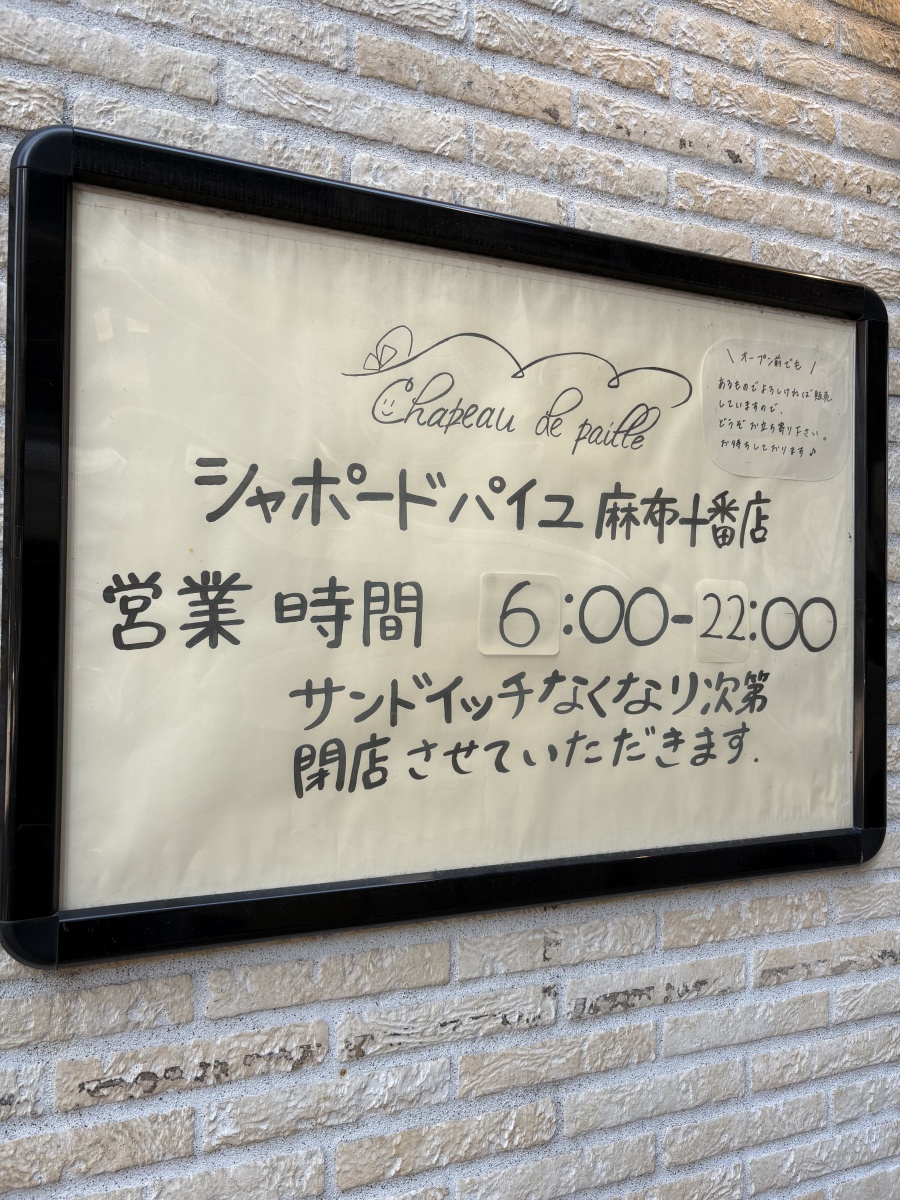 Chapeau de paille
\ オープン前でも /
あるものでよろしければ販売
していますので、
どうぞお立ち寄り下さい。
お待ちしております♪
シャポードパイユ 麻布十番店
営業時間 6:00-22:00
サンドイッチなくなり次第
閉店させていただきます.